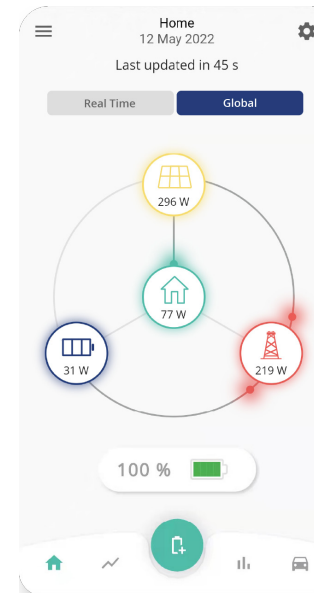 Home
12 May 2022
Last updated in 45 s
Real Time
Global
296 W
77 W
31 W
219 W
100 %